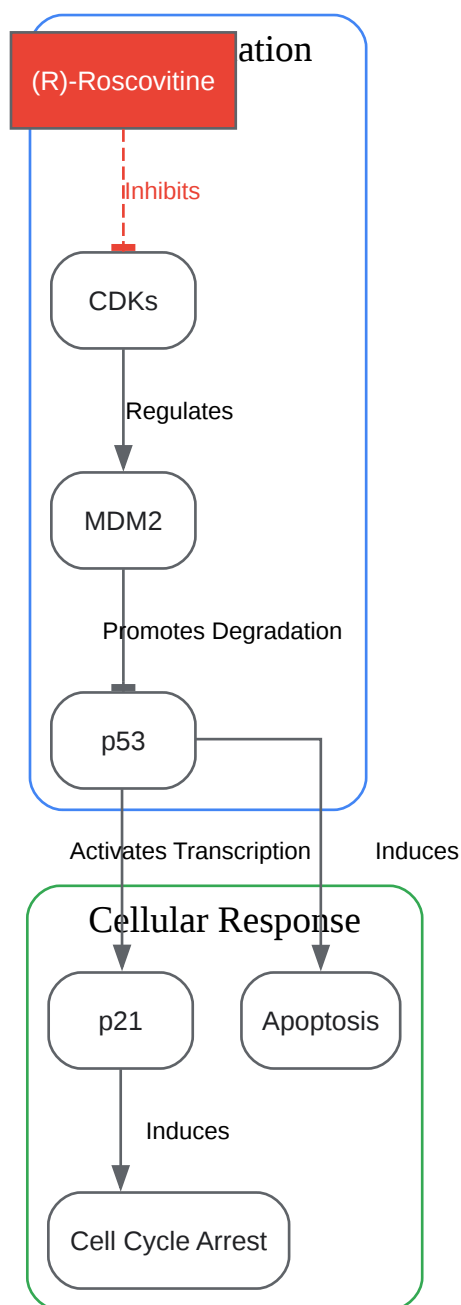 ation
(R)-Roscovitine
Inhibits
CDKs
Regulates
MDM2
Promotes Degradation
p53
Activates Transcription
Induces
Cellular Response
p21
Apoptosis
Induces
Cell Cycle Arrest